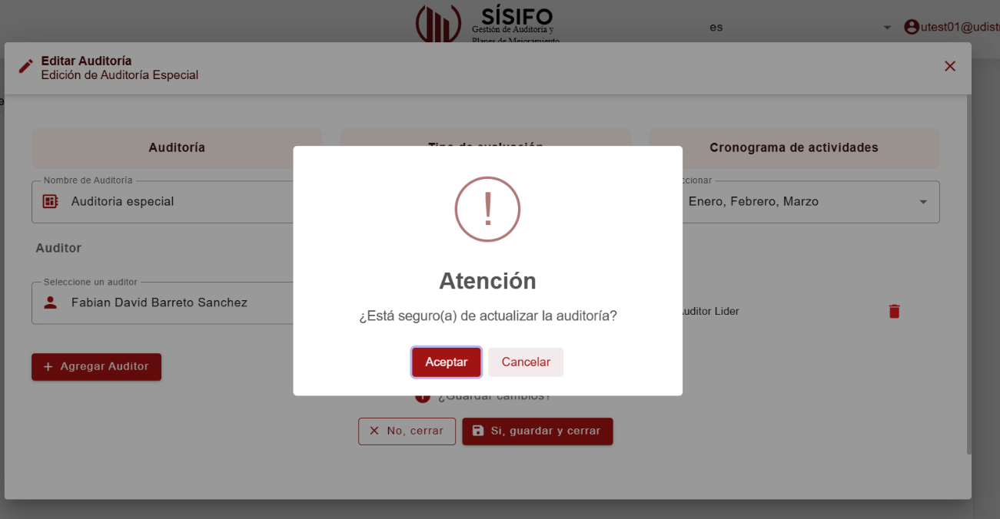 SÍSIFO
Gestión de Auditoría y
Planes de Mejoramiento
es
utest01@udistr
Editar Auditoría
Edición de Auditoría Especial
Auditoría
Tipo de evaluación
Cronograma de actividades
Nombre de Auditoría
Auditoria especial
Enero, Febrero, Marzo
Auditor
Seleccione un auditor
Fabian David Barreto Sanchez
Auditor Lider
Agregar Auditor
Atención
¿Está seguro(a) de actualizar la auditoría?
Aceptar
Cancelar
¿Guardar cambios?
No, cerrar
Si, guardar y cerrar